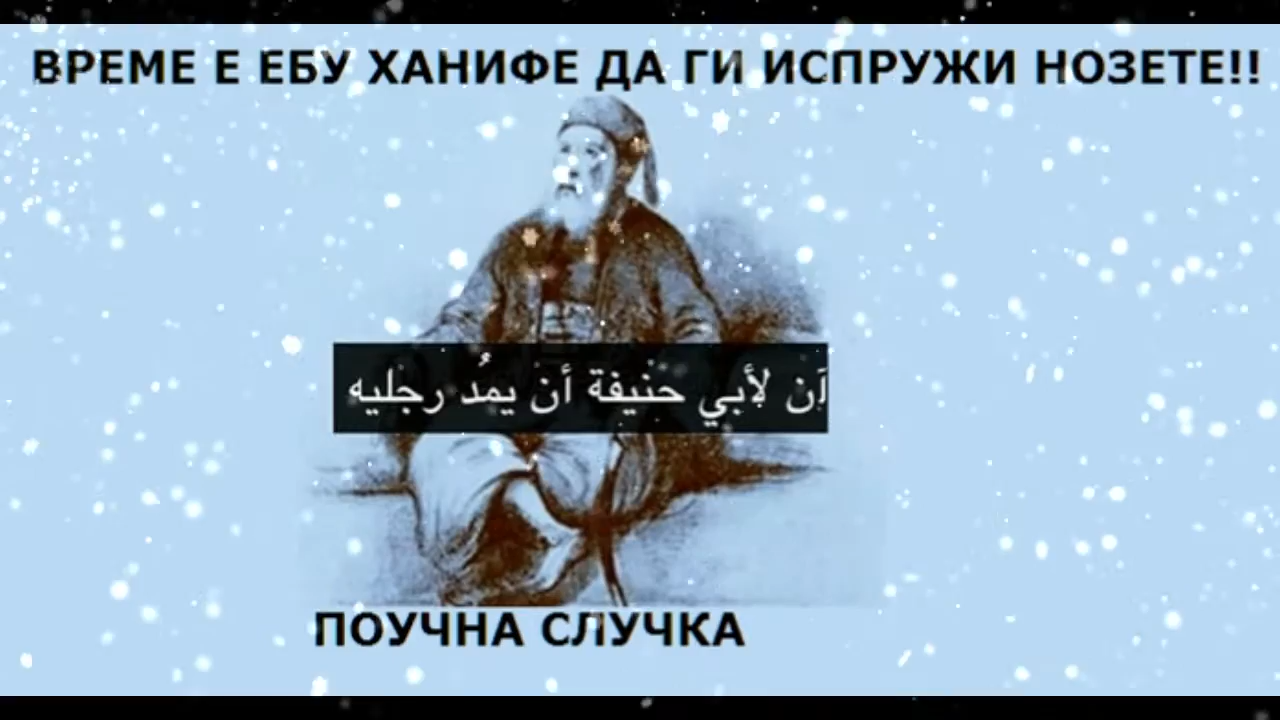 ВРЕМЕ Е ЕБУ ХАНИФЕ ДА ГИ ИСПРУЖИ НОЗЕТЕ!!
آن لأبي حنيفة أن يمُد رجليه
ПОУЧНА СЛУЧКА